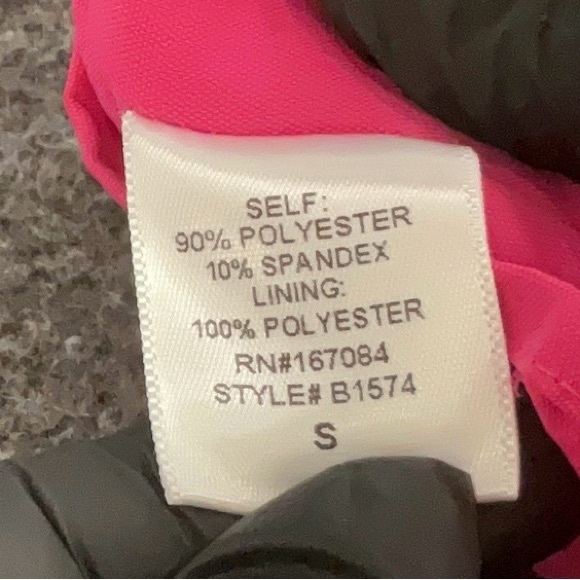 SELF:
90% POLYESTER
10% SPANDEX
LINING:
100% POLYESTER
RN#167084
STYLE# B1574
S